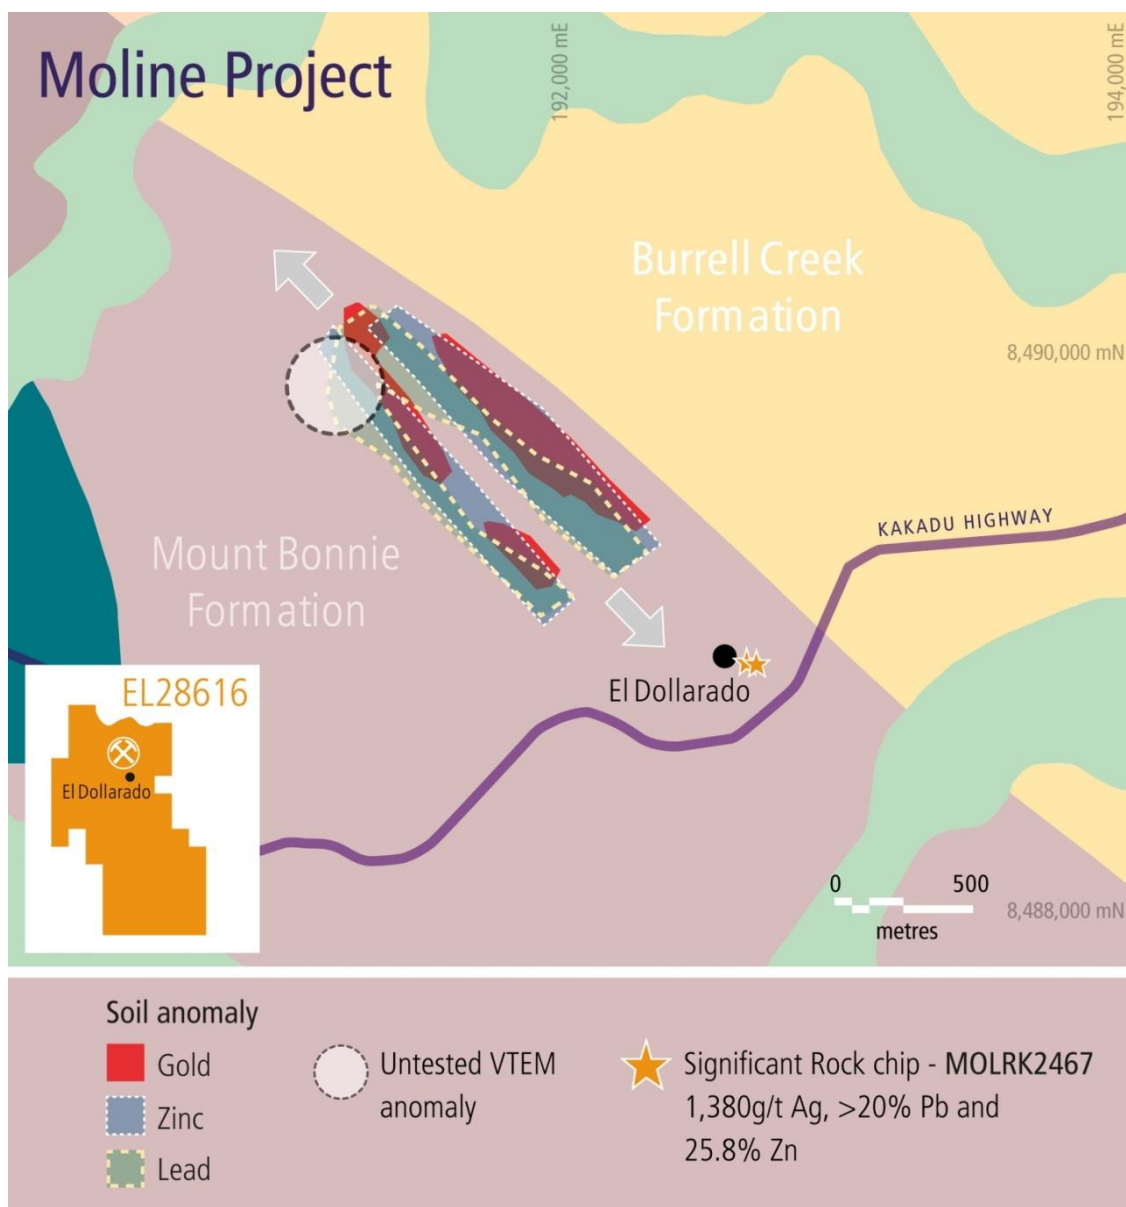 Moline Project
192,000 mE
194,000 mE
Burrell Creek
Formation
8,490,000 mN
KAKADU HIGHWAY
Mount Bonnie
Formation
El Dollarado
EL28616
El Dollarado
0 500
metres
8,488,000 mN
Soil anomaly
Gold
Zinc
Lead
Untested VTEM
anomaly
Significant Rock chip - MOLRK2467
1,380g/t Ag, >20% Pb and
25.8% Zn